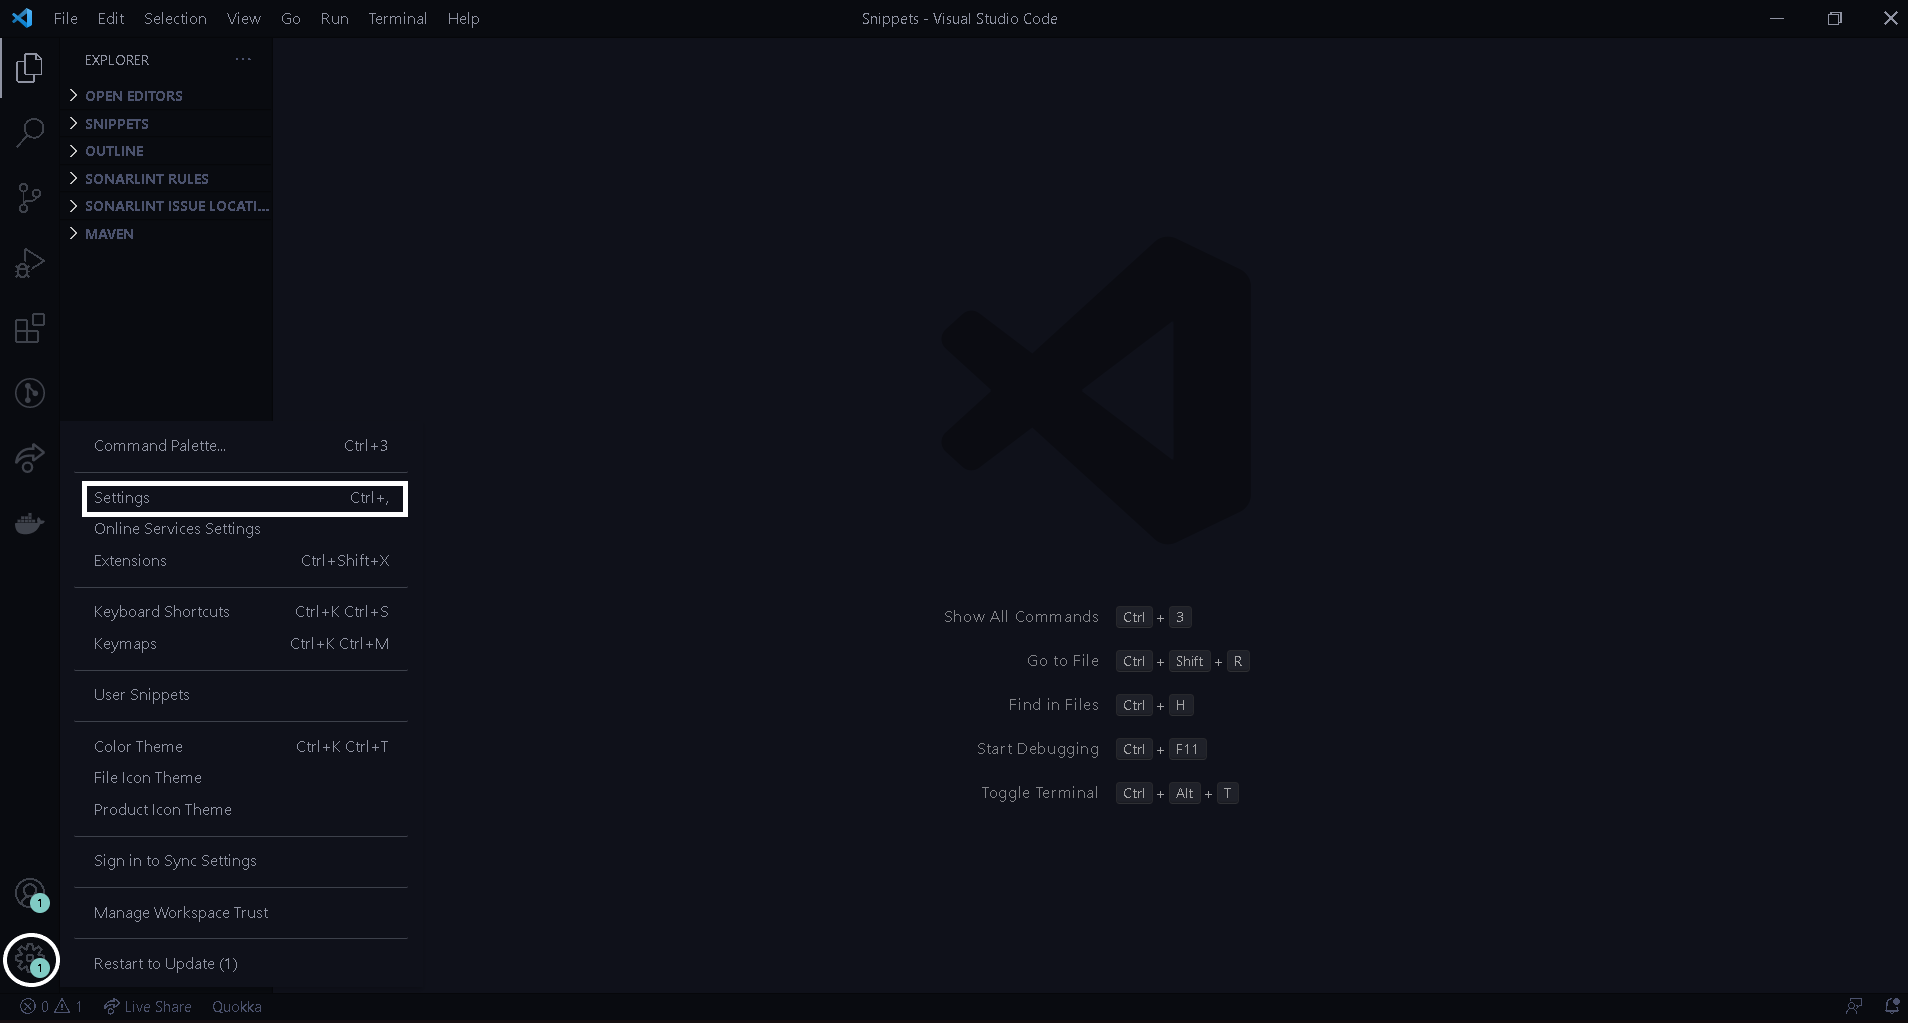 File Edit Selection View Go Run Terminal Help
Snippets - Visual Studio Code
EXPLORER ···
OPEN EDITORS
SNIPPETS
OUTLINE
SONARLINT RULES
SONARLINT ISSUE LOCATI...
MAVEN
Command Palette... Ctrl+3
Settings Ctrl+,
Online Services Settings
Extensions Ctrl+Shift+X
Keyboard Shortcuts Ctrl+K Ctrl+S
Keymaps Ctrl+K Ctrl+M
User Snippets
Color Theme Ctrl+K Ctrl+T
File Icon Theme
Product Icon Theme
Sign in to Sync Settings
Manage Workspace Trust
Restart to Update (1)
1
1
Show All Commands Ctrl + 3
Go to File Ctrl + Shift + R
Find in Files Ctrl + H
Start Debugging Ctrl + F11
Toggle Terminal Ctrl + Alt + T
0 1 Live Share Quokka